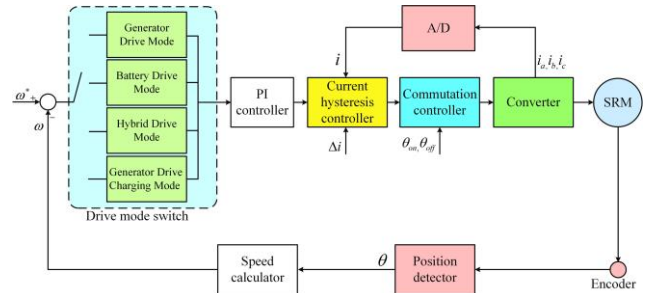 Generator
Drive Mode
Battery Drive
Mode
Hybrid Drive
Mode
Generator Drive
Charging Mode
Drive mode switch
ω*
+
ω
−
PI
controller
Current
hysteresis
controller
i
Δi
Commutation
controller
θon,θoff
A/D
ia,ib,ic
Converter
SRM
Speed
calculator
θ
Position
detector
Encoder